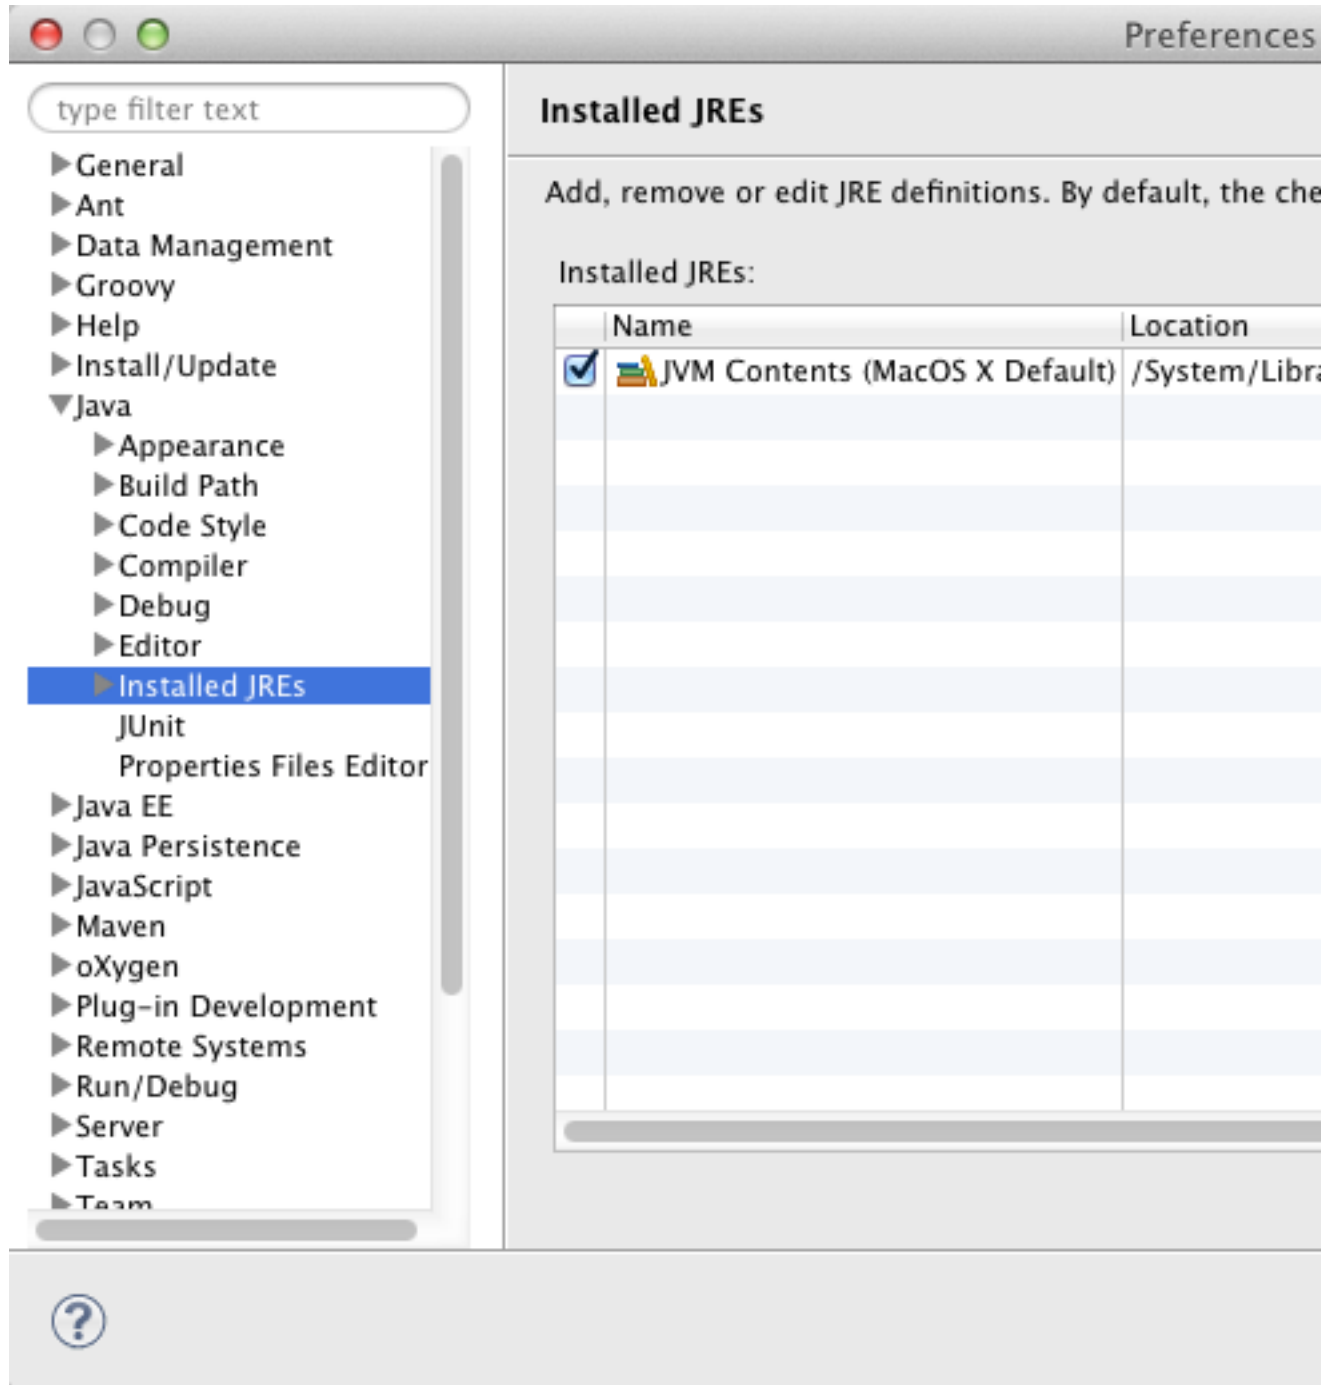 Preferences
type filter text
General
Ant
Data Management
Groovy
Help
Install/Update
Java
Appearance
Build Path
Code Style
Compiler
Debug
Editor
Installed JREs
JUnit
Properties Files Editor
Java EE
Java Persistence
JavaScript
Maven
oXygen
Plug-in Development
Remote Systems
Run/Debug
Server
Tasks
Team
Installed JREs
Add, remove or edit JRE definitions. By default, the che
Installed JREs:
Name Location
JVM Contents (MacOS X Default) /System/Libra
?